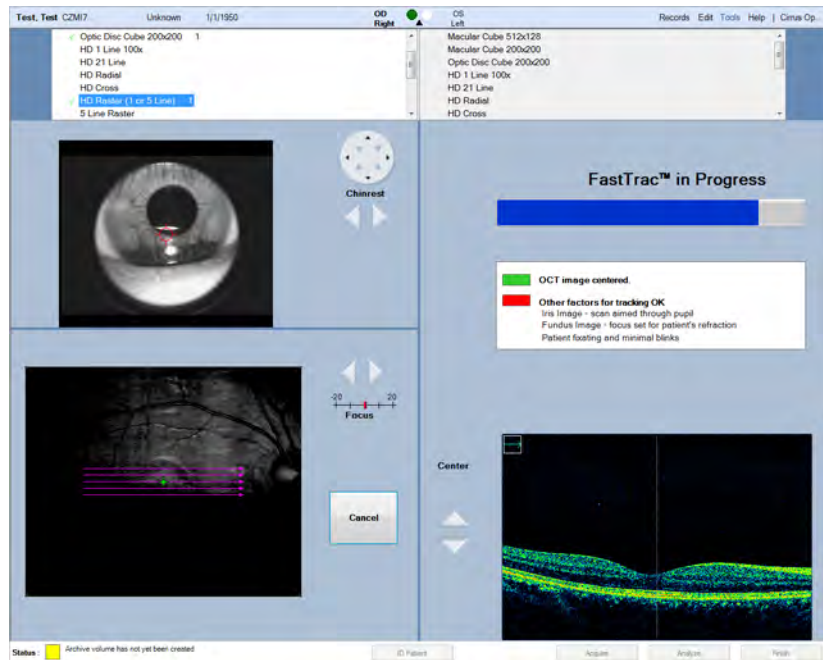 Test, Test CZMI7... Unknown 1/1/1950 OD Right OS Left Records Edit Tools Help | Cirrus Op...
Optic Disc Cube 200x200 1
HD 1 Line 100x
HD 21 Line
HD Radial
HD Cross
HD Raster (1 or 5 Line) 1
5 Line Raster
Macular Cube 512x128
Macular Cube 200x200
Optic Disc Cube 200x200
HD 1 Line 100x
HD 21 Line
HD Radial
HD Cross
Chinrest
FastTrac™ in Progress
OCT image centered.
Other factors for tracking OK
Iris Image - scan aimed through pupil
Fundus Image - focus set for patient's refraction
Patient fixating and minimal blinks
-20 20
Focus
Cancel
Center
Status : Archive volume has not yet been created
ID Patient Acquire Analyze Finish